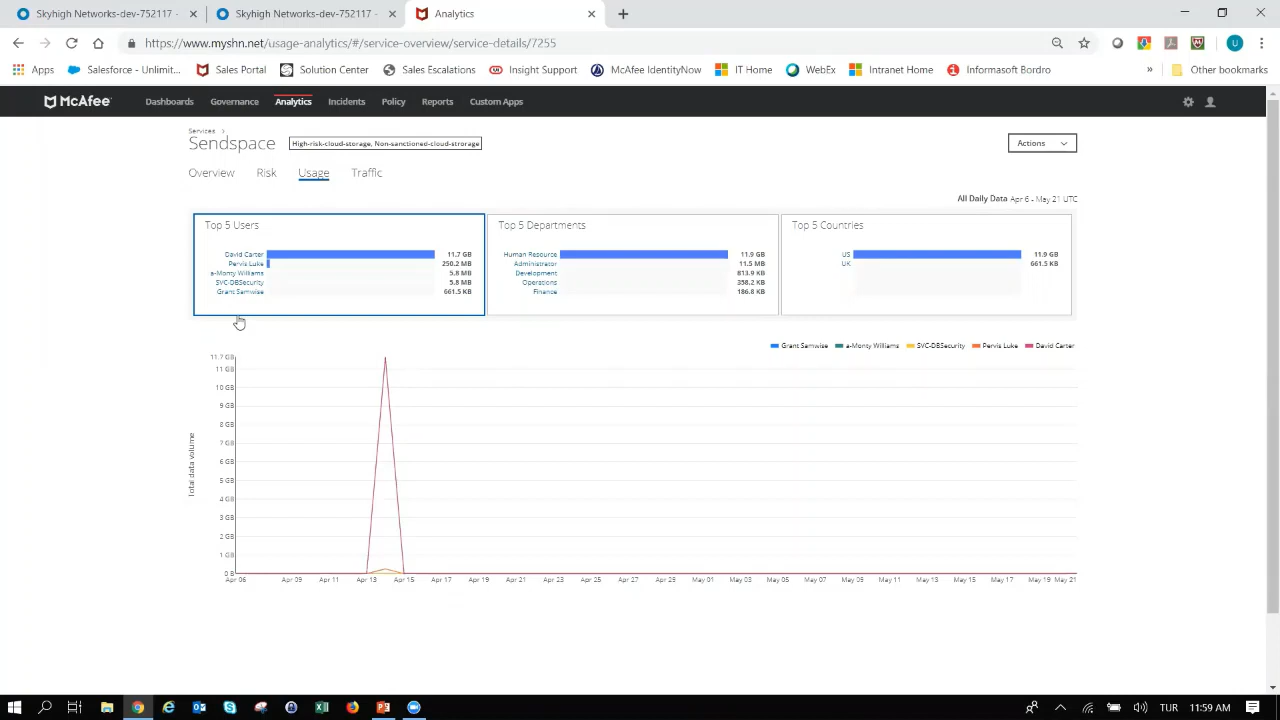 Skyhigh Networks-dev-752117
Skyhigh Networks-dev-752117
Analytics
https://www.myshn.net/usage-analytics/#/service-overview/service-details/7255
U
Apps
Salesforce - Unlimit...
Sales Portal
Solution Center
Sales Escalations
Insight Support
McAfee IdentityNow
IT Home
WebEx
Intranet Home
Informasoft Bordro
»
Other bookmarks
McAfee
Dashboards
Governance
Analytics
Incidents
Policy
Reports
Custom Apps
Services >
Sendspace
High-risk-cloud-storage, Non-sanctioned-cloud-strorage
Actions
Overview
Risk
Usage
Traffic
All Daily Data Apr 6 - May 21 UTC
Top 5 Users
David Carter 11.7 GB
Pervis Luke 250.2 MB
a-Monty Williams 5.8 MB
SVC-DBSecurity 5.8 MB
Grant Samwise 661.5 KB
Top 5 Departments
Human Resource 11.9 GB
Administrator 11.5 MB
Development 813.9 KB
Operations 338.2 KB
Finance 186.8 KB
Top 5 Countries
US 11.9 GB
UK 661.5 KB
Grant Samwise a-Monty Williams SVC-DBSecurity Pervis Luke David Carter
Total data volume
11.7 GB
11 GB
10 GB
9 GB
8 GB
7 GB
6 GB
5 GB
4 GB
3 GB
2 GB
1 GB
0 B
Apr 06 Apr 09 Apr 11 Apr 13 Apr 15 Apr 17 Apr 19 Apr 21 Apr 23 Apr 25 Apr 27 Apr 29 May 01 May 03 May 05 May 07 May 09 May 11 May 13 May 15 May 17 May 19 May 21
TUR
11:59 AM